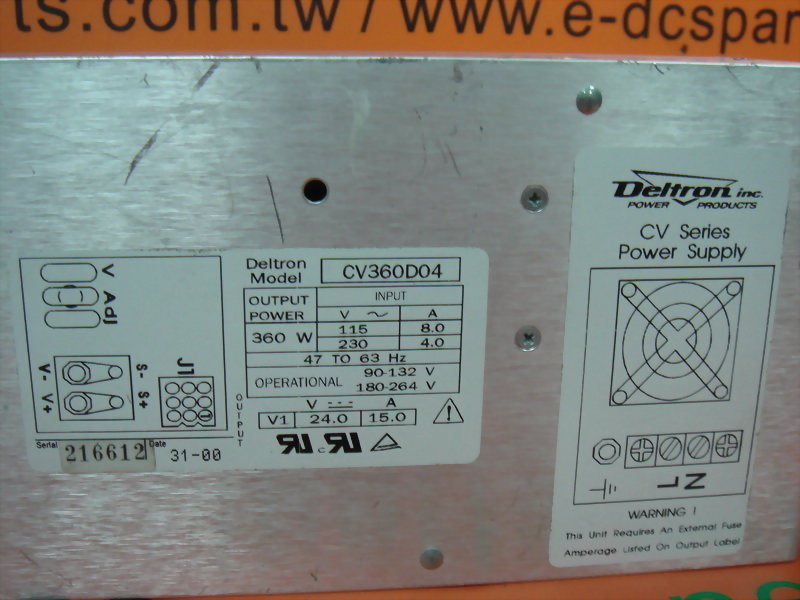 ts.com.tw / www.e-dcspar
Deltron inc.
POWER PRODUCTS
CV Series
Power Supply
L N
WARNING !
This Unit Requires An External Fuse
Amperage Listed On Output Label
Deltron Model CV360D04
OUTPUT POWER INPUT
V ~ A
360 W 115 8.0
230 4.0
47 TO 63 Hz
OPERATIONAL 90-132 V
180-264 V
V A
V1 24.0 15.0
V Adj
V- S-
V+ S+
J1
OUTPUT
Serial 216612 Date 31-00